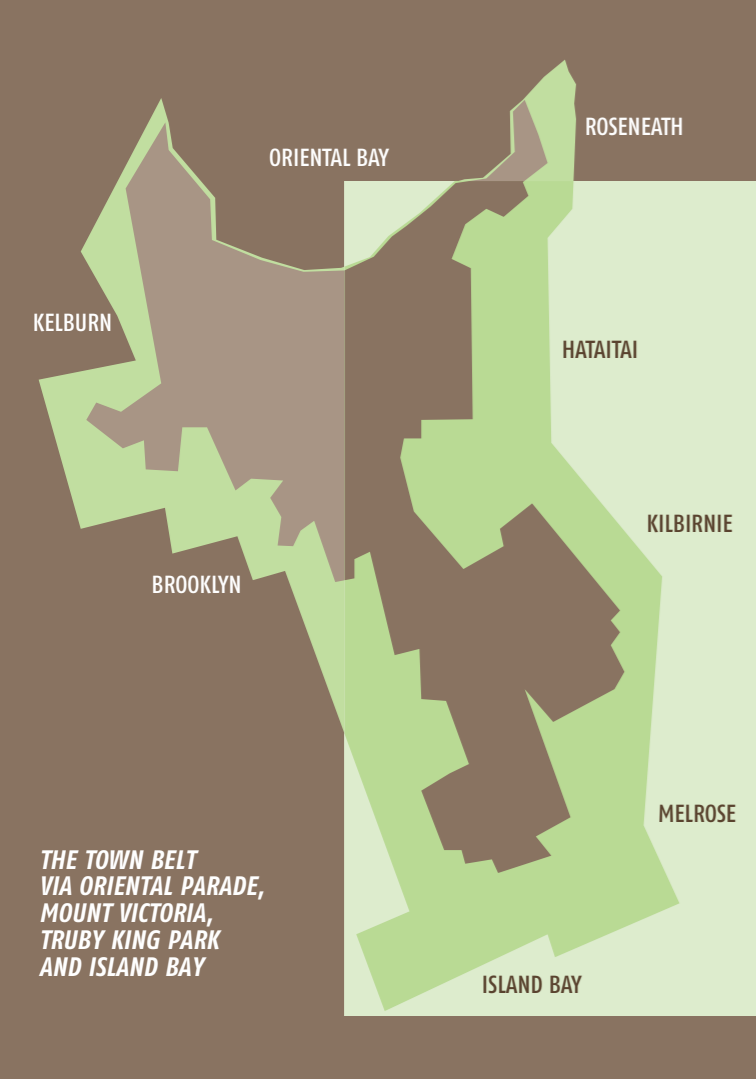 ROSENEATH
ORIENTAL BAY
KELBURN
HATAITAI
KILBIRNIE
BROOKLYN
MELROSE
THE TOWN BELT
VIA ORIENTAL PARADE,
MOUNT VICTORIA,
TRUBY KING PARK
AND ISLAND BAY
ISLAND BAY